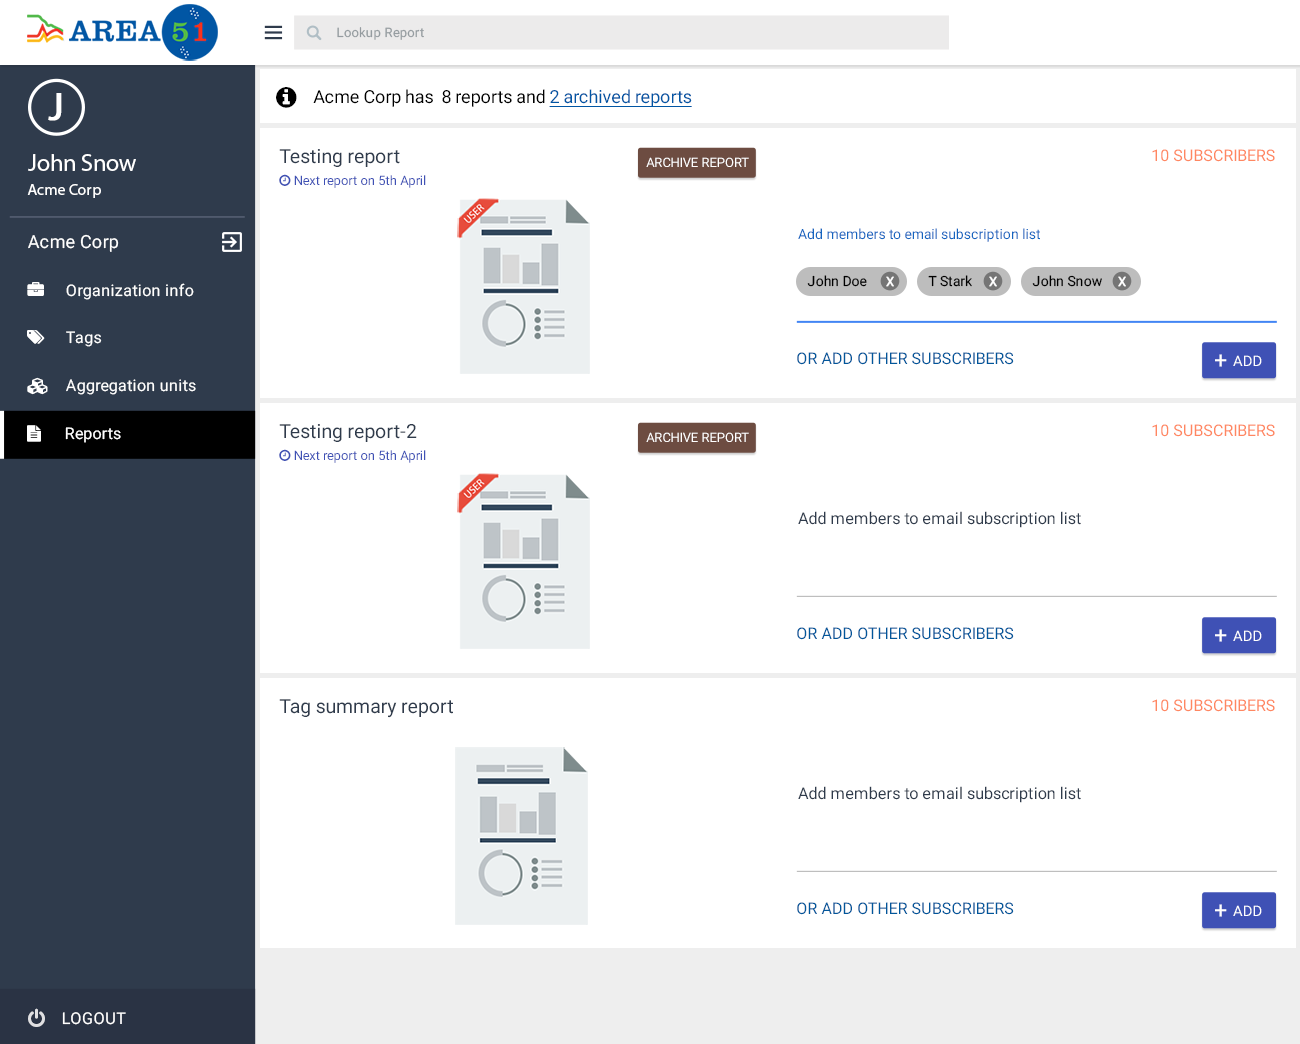 AREA 51
Lookup Report
J
John Snow
Acme Corp
Acme Corp
Organization info
Tags
Aggregation units
Reports
LOGOUT
Acme Corp has 8 reports and 2 archived reports
Testing report
Next report on 5th April
ARCHIVE REPORT
10 SUBSCRIBERS
USER
Add members to email subscription list
John Doe X T Stark X John Snow X
OR ADD OTHER SUBSCRIBERS
+ ADD
Testing report-2
Next report on 5th April
ARCHIVE REPORT
10 SUBSCRIBERS
USER
Add members to email subscription list
OR ADD OTHER SUBSCRIBERS
+ ADD
Tag summary report
10 SUBSCRIBERS
Add members to email subscription list
OR ADD OTHER SUBSCRIBERS
+ ADD